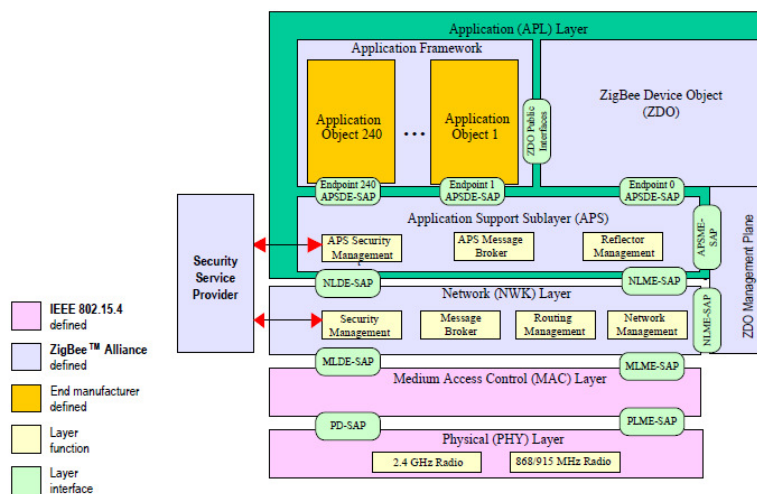 Application (APL) Layer
Application Framework
Application
Object 240
...
Application
Object 1
ZDO Public
Interfaces
ZigBee Device Object
(ZDO)
Endpoint 240
APSDE-SAP
Endpoint 1
APSDE-SAP
Endpoint 0
APSDE-SAP
Application Support Sublayer (APS)
APS Security
Management
APS Message
Broker
Reflector
Management
APSME-
SAP
ZDO Management Plane
Security
Service
Provider
NLDE-SAP
NLME-SAP
Network (NWK) Layer
Security
Management
Message
Broker
Routing
Management
Network
Management
NLME-SAP
MLDE-SAP
MLME-SAP
Medium Access Control (MAC) Layer
PD-SAP
PLME-SAP
Physical (PHY) Layer
2.4 GHz Radio
868/915 MHz Radio
IEEE 802.15.4
defined
ZigBee™ Alliance
defined
End manufacturer
defined
Layer
function
Layer
interface